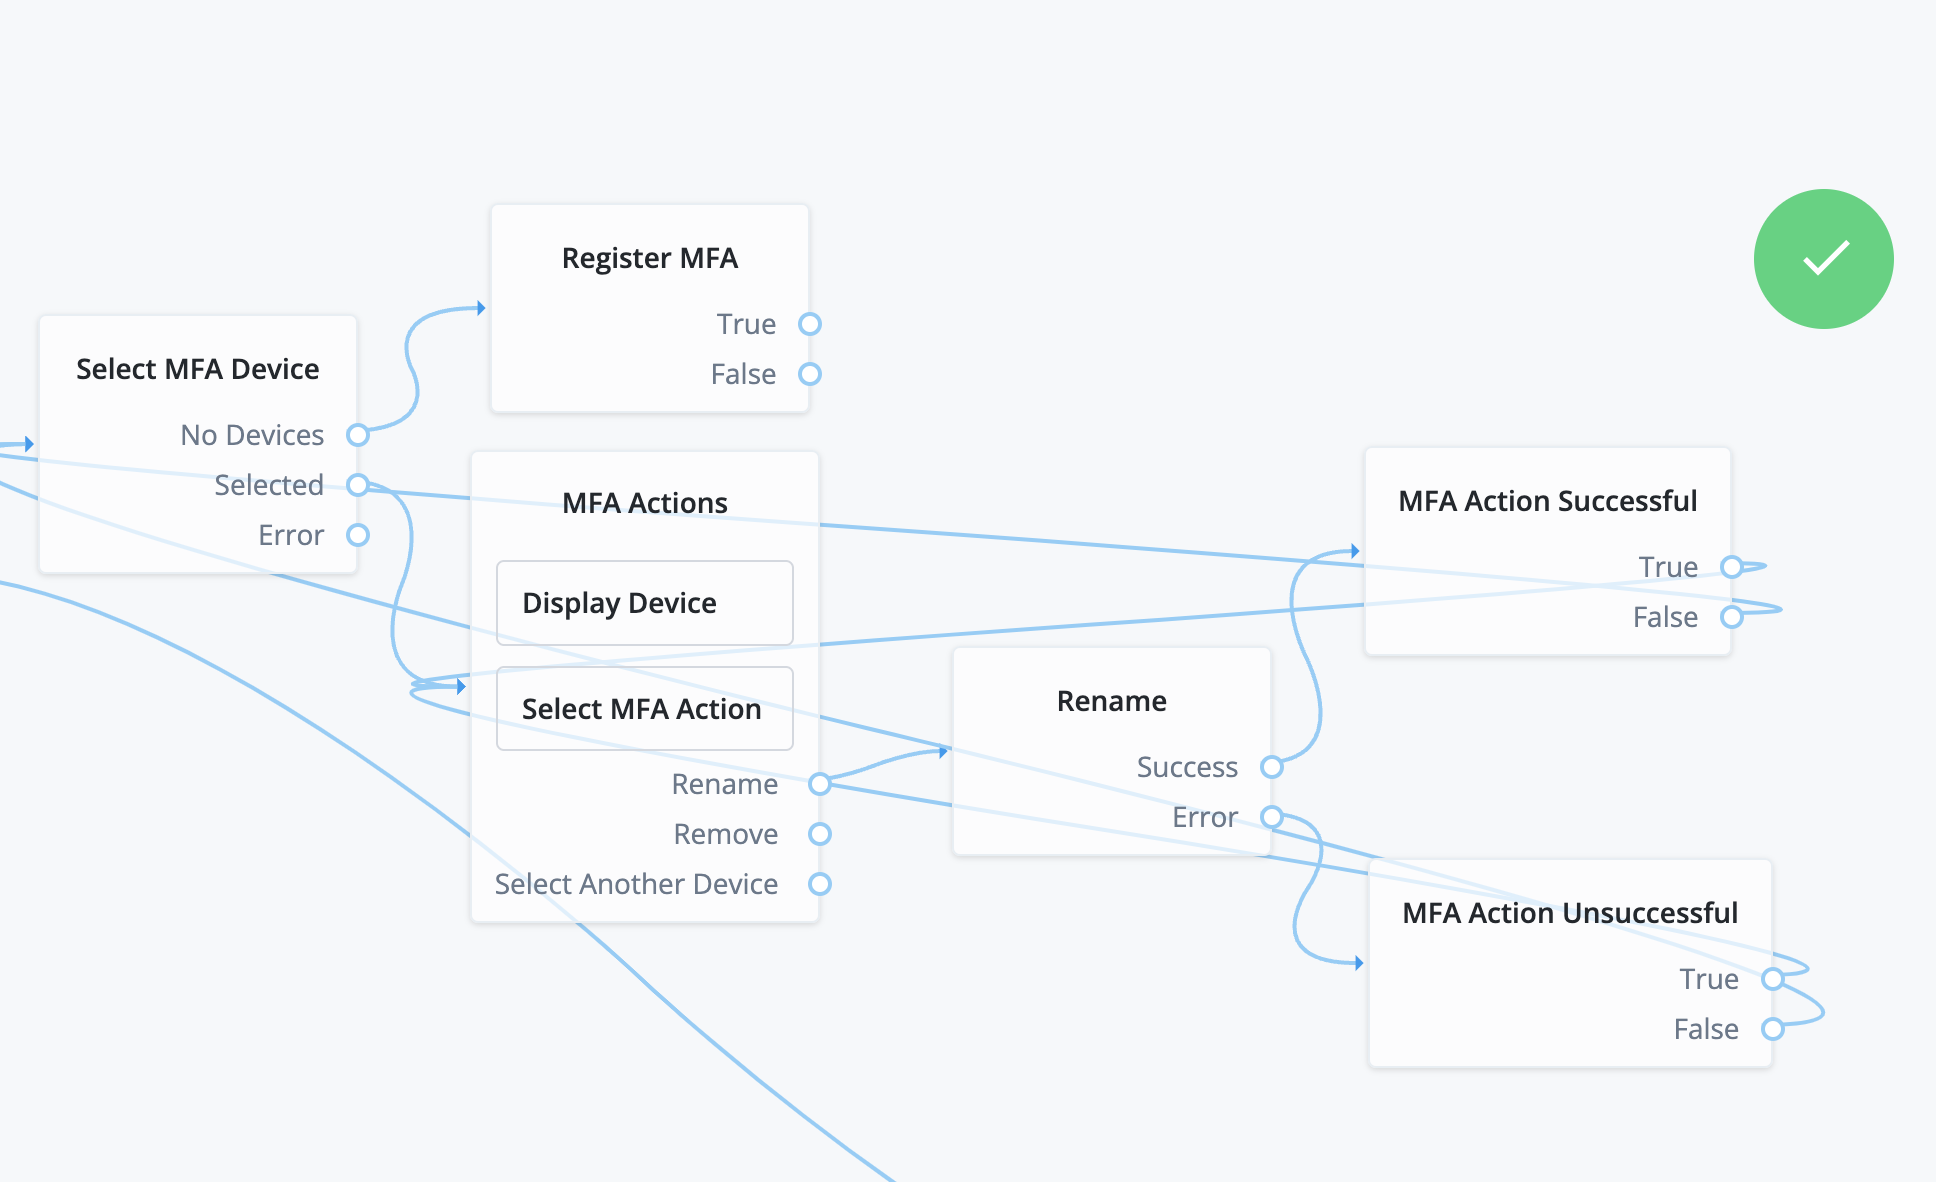 Register MFA
True
False
Select MFA Device
No Devices
Selected
Error
MFA Actions
Display Device
Select MFA Action
Rename
Remove
Select Another Device
Rename
Success
Error
MFA Action Successful
True
False
MFA Action Unsuccessful
True
False